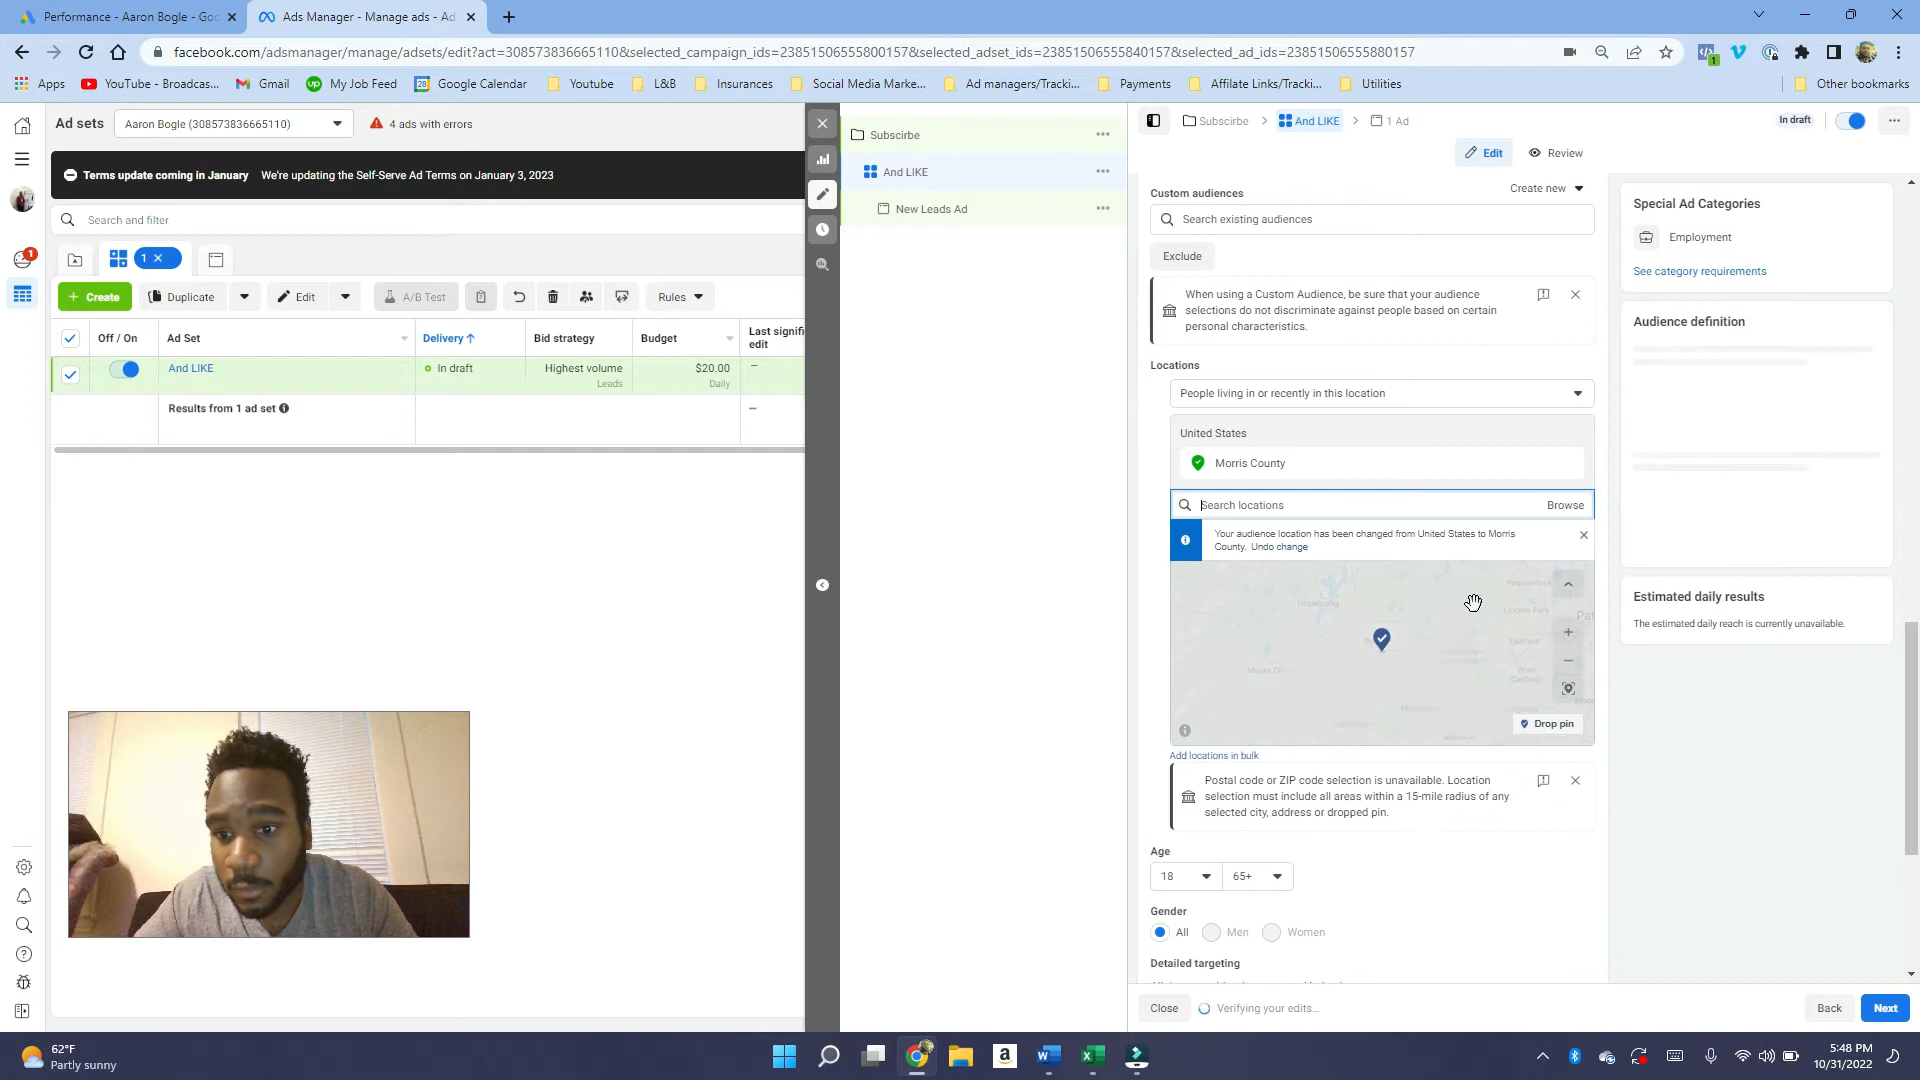 Performance - Aaron Bogle - Goo
Ads Manager - Manage ads - Ad
facebook.com/adsmanager/manage/adsets/edit?act=308573836665110&selected_campaign_ids=23851506555800157&selected_adset_ids=23851506555840157&selected_ad_ids=23851506555880157
1
Apps
YouTube - Broadcas...
Gmail
up
My Job Feed
28
Google Calendar
Youtube
L&B
Insurances
Social Media Marke...
Ad managers/Tracki...
Payments
Affilate Links/Tracki...
Utilities
Other bookmarks
Ad sets
Aaron Bogle (308573836665110)
4 ads with errors
Terms update coming in January We're updating the Self-Serve Ad Terms on January 3, 2023
Search and filter
1
1
Create
Duplicate
Edit
A/B Test
Rules
Off / On
Ad Set
Delivery
Bid strategy
Budget
Last signifi
edit
And LIKE
In draft
Highest volume
Leads
$20.00
Daily
–
Results from 1 ad set
–
Subscirbe
And LIKE
New Leads Ad
Subscirbe
And LIKE
1 Ad
In draft
Edit
Review
Custom audiences
Create new
Search existing audiences
Exclude
When using a Custom Audience, be sure that your audience
selections do not discriminate against people based on certain
personal characteristics.
Locations
People living in or recently in this location
United States
Morris County
Search locations
Browse
Your audience location has been changed from United States to Morris
County. Undo change
Hopatcong
Pequannock
Lincoln Park
Fairfield
West
Caldwell
Drop pin
Add locations in bulk
Postal code or ZIP code selection is unavailable. Location
selection must include all areas within a 15-mile radius of any
selected city, address or dropped pin.
Age
18
65+
Gender
All
Men
Women
Detailed targeting
Close
Verifying your edits...
Back
Next
Special Ad Categories
Employment
See category requirements
Audience definition
Estimated daily results
The estimated daily reach is currently unavailable.
62°F
Partly sunny
5:48 PM
10/31/2022